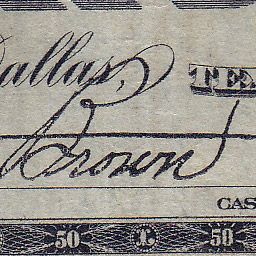 Dallas, TE
Brown
CAS
50 £ 50